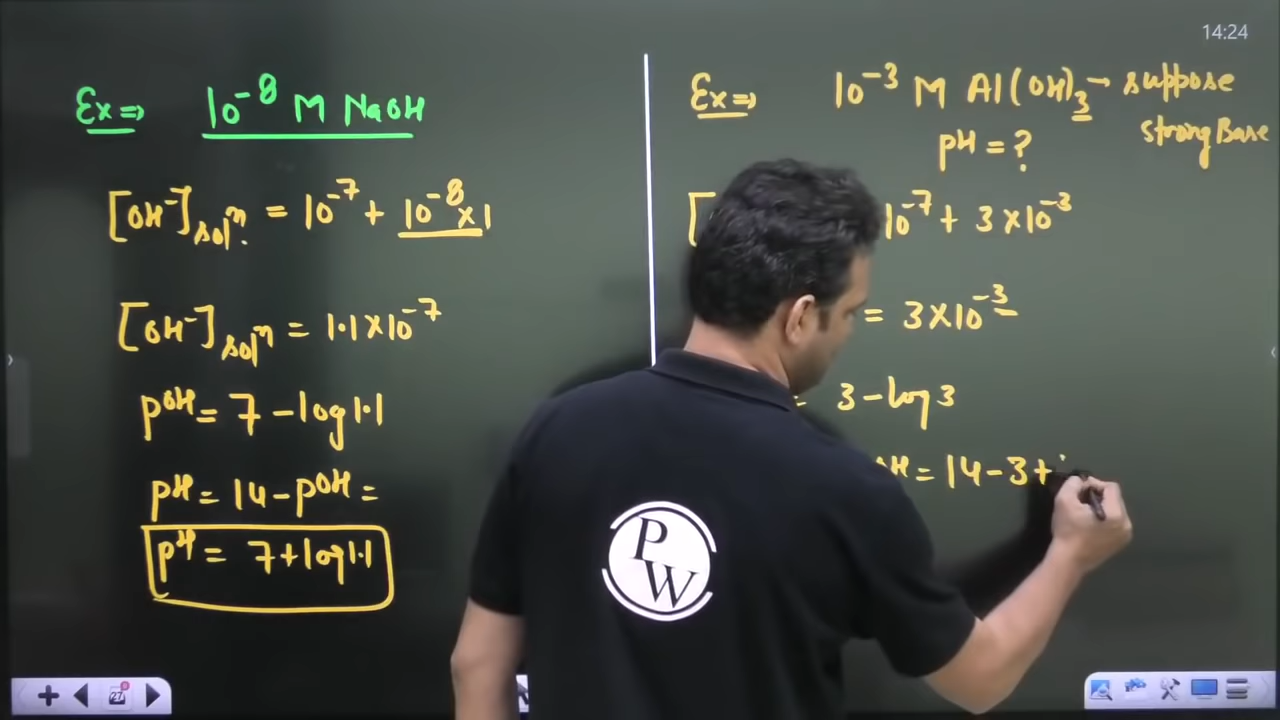 14:24
Ex ⇒ 10⁻⁸ M NaOH
[OH⁻]solⁿ. = 10⁻⁷ + 10⁻⁸ × 1
[OH⁻]solⁿ = 1.1 × 10⁻⁷
pOH = 7 - log 1.1
pH = 14 - pOH =
pH = 7 + log 1.1
Ex ⇒ 10⁻³ M Al(OH)₃ → suppose
strong Base
pH = ?
[ 10⁻⁷ + 3 × 10⁻³
= 3 × 10⁻³
= 3 - log 3
H = 14 - 3 +
PW
27